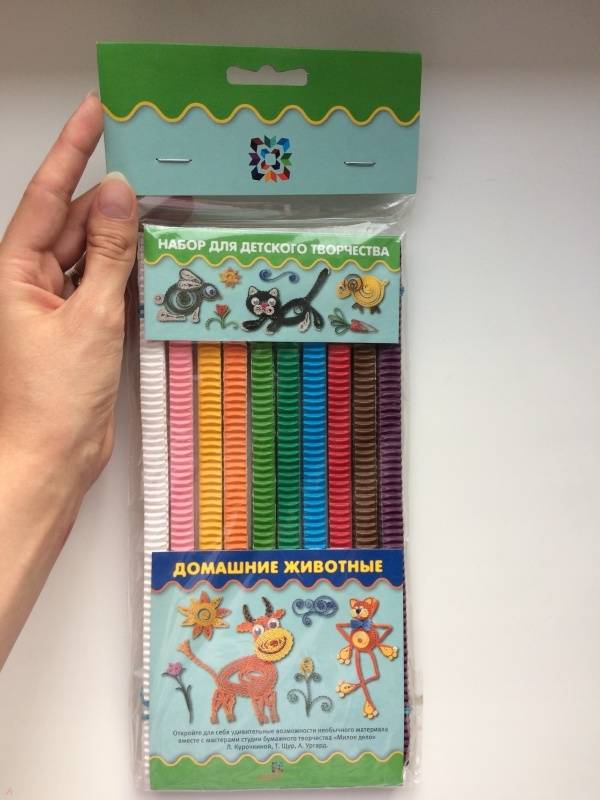 НАБОР ДЛЯ ДЕТСКОГО ТВОРЧЕСТВА
ДОМАШНИЕ ЖИВОТНЫЕ
Откройте для себя удивительные возможности необычного материала
вместе с мастерами студии бумажного творчества «Милое дело»
Л. Курочкиной, Т. Щур, А. Ургард.